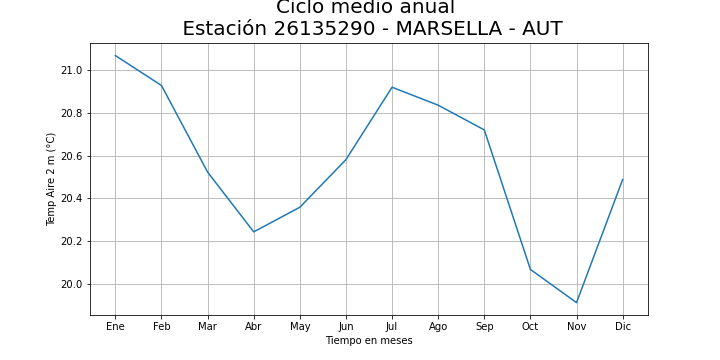 Ciclo medio anual
Estación 26135290 - MARSELLA - AUT
Temp Aire 2 m (°C)
21.0
20.8
20.6
20.4
20.2
20.0
Ene Feb Mar Abr May Jun Jul Ago Sep Oct Nov Dic
Tiempo en meses